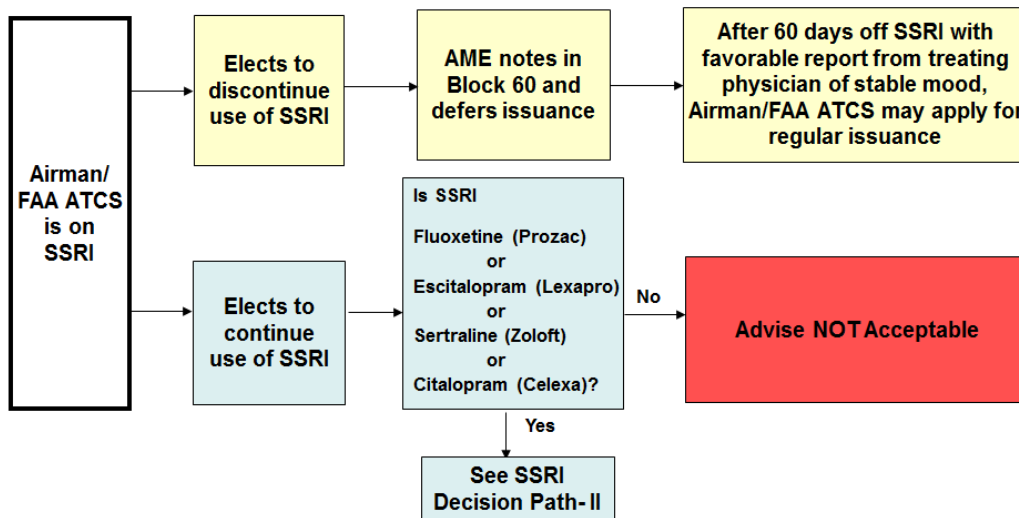 Airman/
FAA ATCS
is on
SSRI
Elects to
discontinue
use of SSRI
AME notes in
Block 60 and
defers issuance
After 60 days off SSRI with
favorable report from treating
physician of stable mood,
Airman/FAA ATCS may apply for
regular issuance
Elects to
continue
use of SSRI
Is SSRI
Fluoxetine (Prozac)
or
Escitalopram (Lexapro)
or
Sertraline (Zoloft)
or
Citalopram (Celexa)?
No
Advise NOT Acceptable
Yes
See SSRI
Decision Path- II